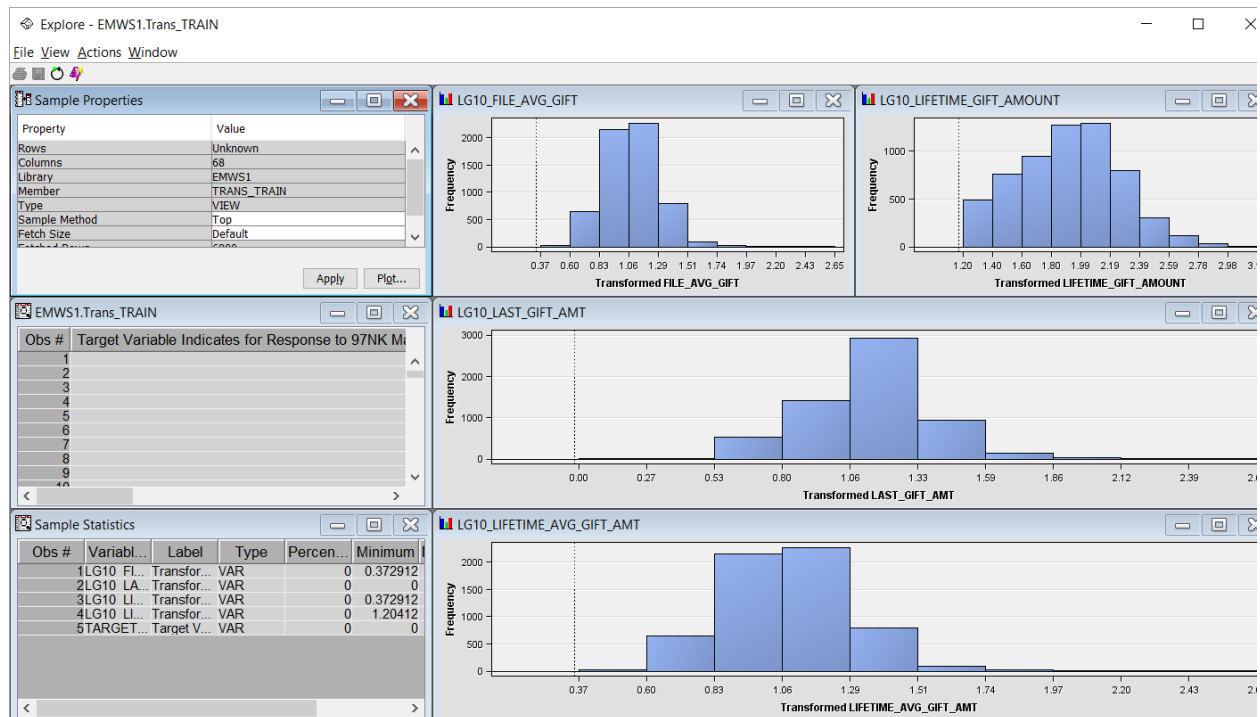 Explore - EMWS1.Trans_TRAIN
File View Actions Window
Sample Properties
Property Value
Rows Unknown
Columns 68
Library EMWS1
Member TRANS_TRAIN
Type VIEW
Sample Method Top
Fetch Size Default
Apply Plot...
LG10_FILE_AVG_GIFT
Frequency
2000
1500
1000
500
0
0.37 0.60 0.83 1.06 1.29 1.51 1.74 1.97 2.20 2.43 2.65
Transformed FILE_AVG_GIFT
LG10_LIFETIME_GIFT_AMOUNT
Frequency
1000
500
0
1.20 1.40 1.60 1.80 1.99 2.19 2.39 2.59 2.78 2.98
Transformed LIFETIME_GIFT_AMOUNT
EMWS1.Trans_TRAIN
Obs # Target Variable Indicates for Response to 97NK Ma
1
2
3
4
5
6
7
8
9
LG10_LAST_GIFT_AMT
Frequency
3000
2000
1000
0
0.00 0.27 0.53 0.80 1.06 1.33 1.59 1.86 2.12 2.39
Transformed LAST_GIFT_AMT
Sample Statistics
Obs # Variabl... Label Type Percen... Minimum
1 LG10_FI... Transfor... VAR 0 0.372912
2 LG10_LA... Transfor... VAR 0 0
3 LG10_LI... Transfor... VAR 0 0.372912
4 LG10_LI... Transfor... VAR 0 1.20412
5 TARGET... Target V... VAR 0 0
LG10_LIFETIME_AVG_GIFT_AMT
Frequency
2000
1500
1000
500
0
0.37 0.60 0.83 1.06 1.29 1.51 1.74 1.97 2.20 2.43
Transformed LIFETIME_AVG_GIFT_AMT